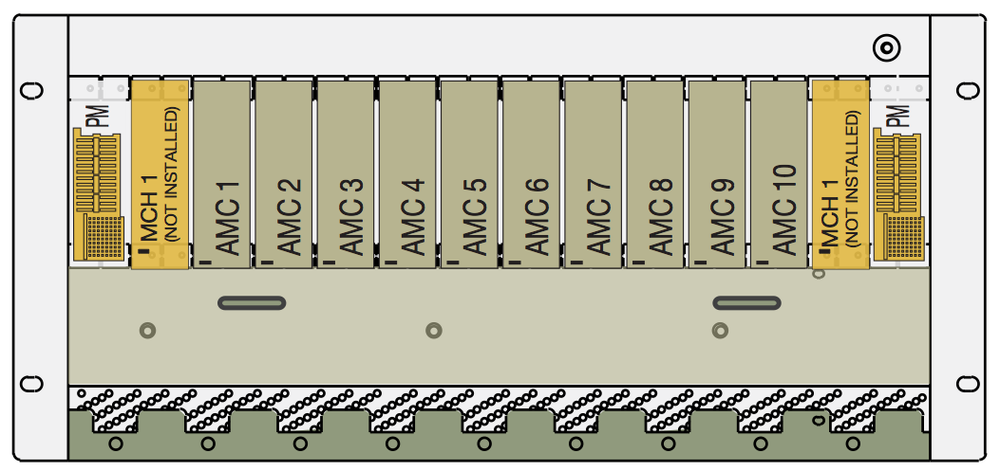 PM
MCH 1
(NOT INSTALLED)
AMC 1
AMC 2
AMC 3
AMC 4
AMC 5
AMC 6
AMC 7
AMC 8
AMC 9
AMC 10
MCH 1
(NOT INSTALLED)
PM